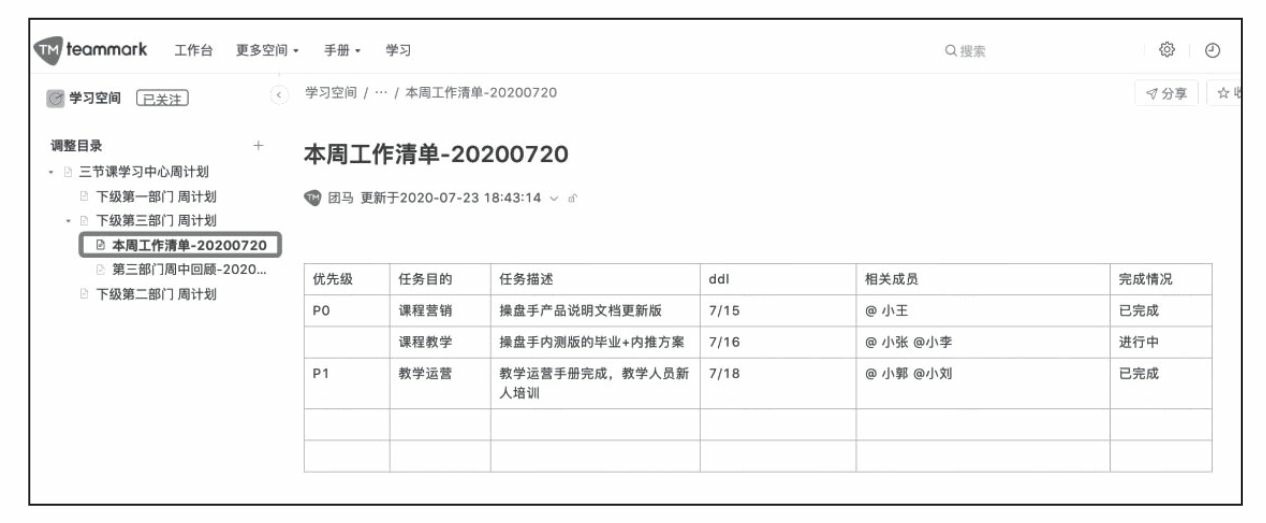 TM teammark 工作台 更多空间 手册 学习 搜索
学习空间 已关注
学习空间 / ··· / 本周工作清单-20200720 分享
调整目录
三节课学习中心周计划
下级第一部门 周计划
下级第三部门 周计划
本周工作清单-20200720
第三部门周中回顾-2020...
下级第二部门 周计划
本周工作清单-20200720
TM 团马 更新于2020-07-23 18:43:14
优先级 任务目的 任务描述 ddl 相关成员 完成情况
P0 课程营销 操盘手产品说明文档更新版 7/15 @ 小王 已完成
课程教学 操盘手内测版的毕业+内推方案 7/16 @ 小张 @小李 进行中
P1 教学运营 教学运营手册完成，教学人员新 7/18 @ 小郭 @小刘 已完成
人培训